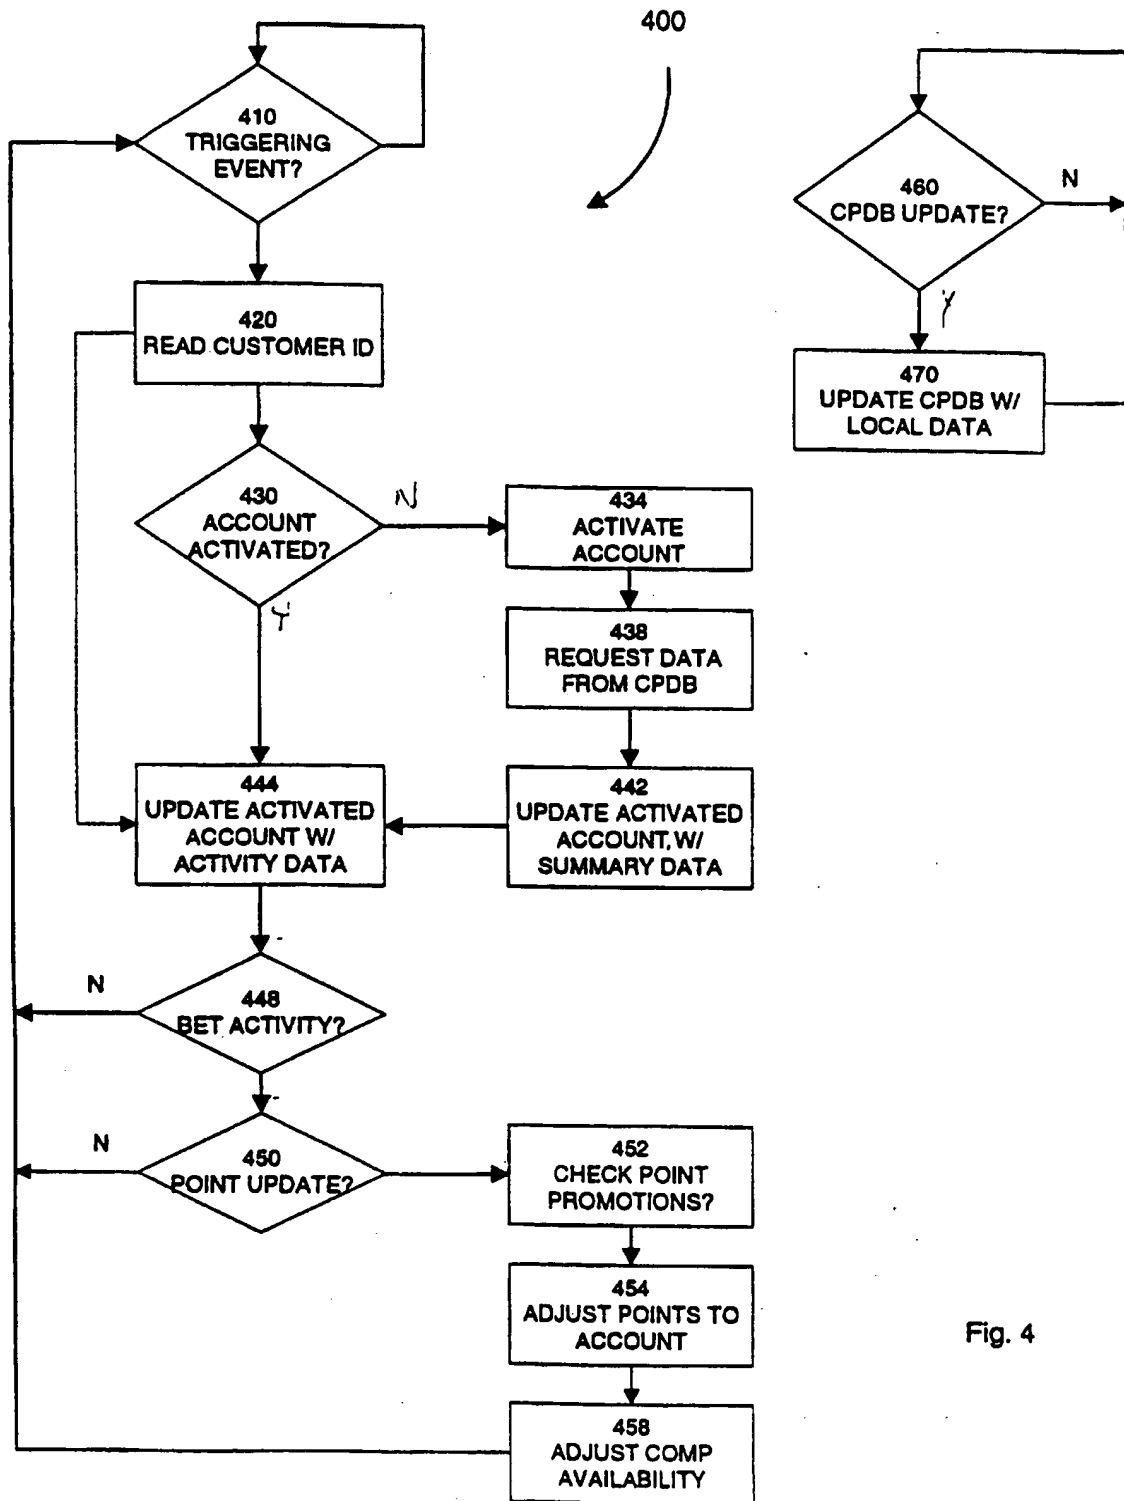 400
410
TRIGGERING
EVENT?
460
CPDB UPDATE?
N
Y
420
READ CUSTOMER ID
470
UPDATE CPDB W/
LOCAL DATA
430
ACCOUNT
ACTIVATED?
N
Y
434
ACTIVATE
ACCOUNT
438
REQUEST DATA
FROM CPDB
444
UPDATE ACTIVATED
ACCOUNT W/
ACTIVITY DATA
442
UPDATE ACTIVATED
ACCOUNT, W/
SUMMARY DATA
N
448
BET ACTIVITY?
N
450
POINT UPDATE?
452
CHECK POINT
PROMOTIONS?
454
ADJUST POINTS TO
ACCOUNT
458
ADJUST COMP
AVAILABILITY
Fig. 4